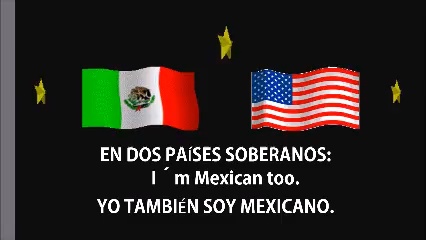 EN DOS PAÍSES SOBERANOS:
I ´ m Mexican too.
YO TAMBIÉN SOY MEXICANO.